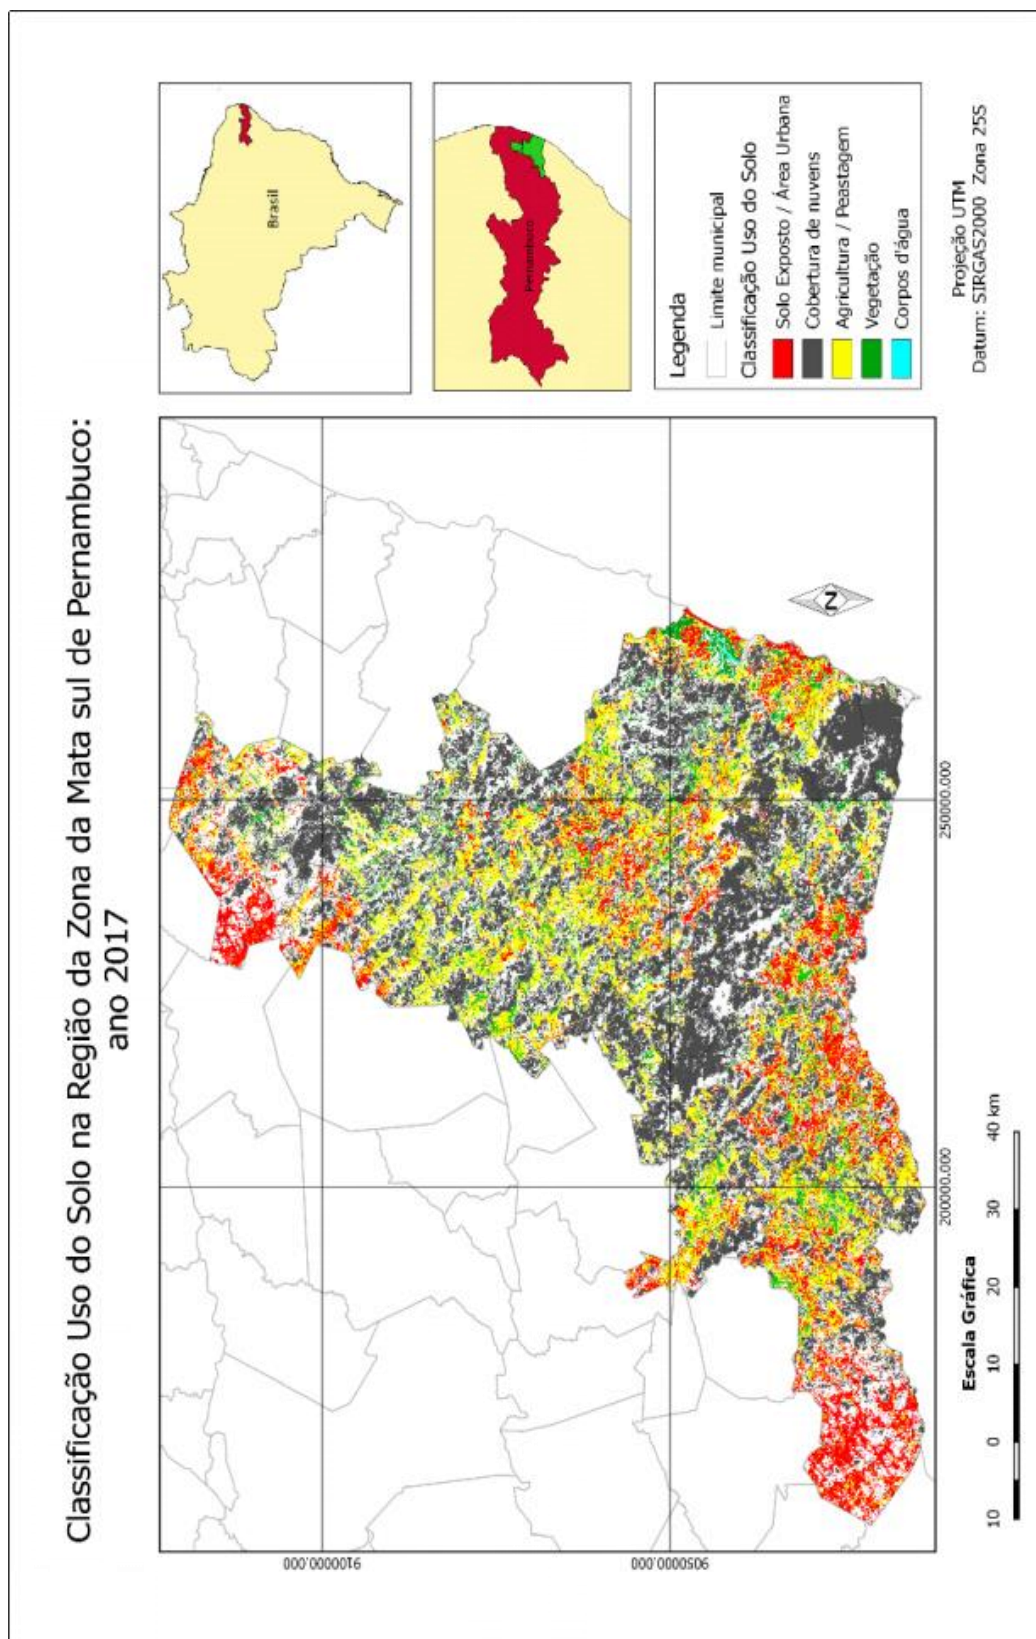 Classificação Uso do Solo na Região da Zona da Mata sul de Pernambuco:
ano 2017
Brasil
Pernambuco
Legenda
Limite municipal
Classificação Uso do Solo
Solo Exposto / Área Urbana
Cobertura de nuvens
Agricultura / Peastagem
Vegetação
Corpos d'água
Projeção UTM
Datum: SIRGAS2000 Zona 25S
9100000.000
9050000.000
200000.000
250000.000
N
Escala Gráfica
10 0 10 20 30 40 km